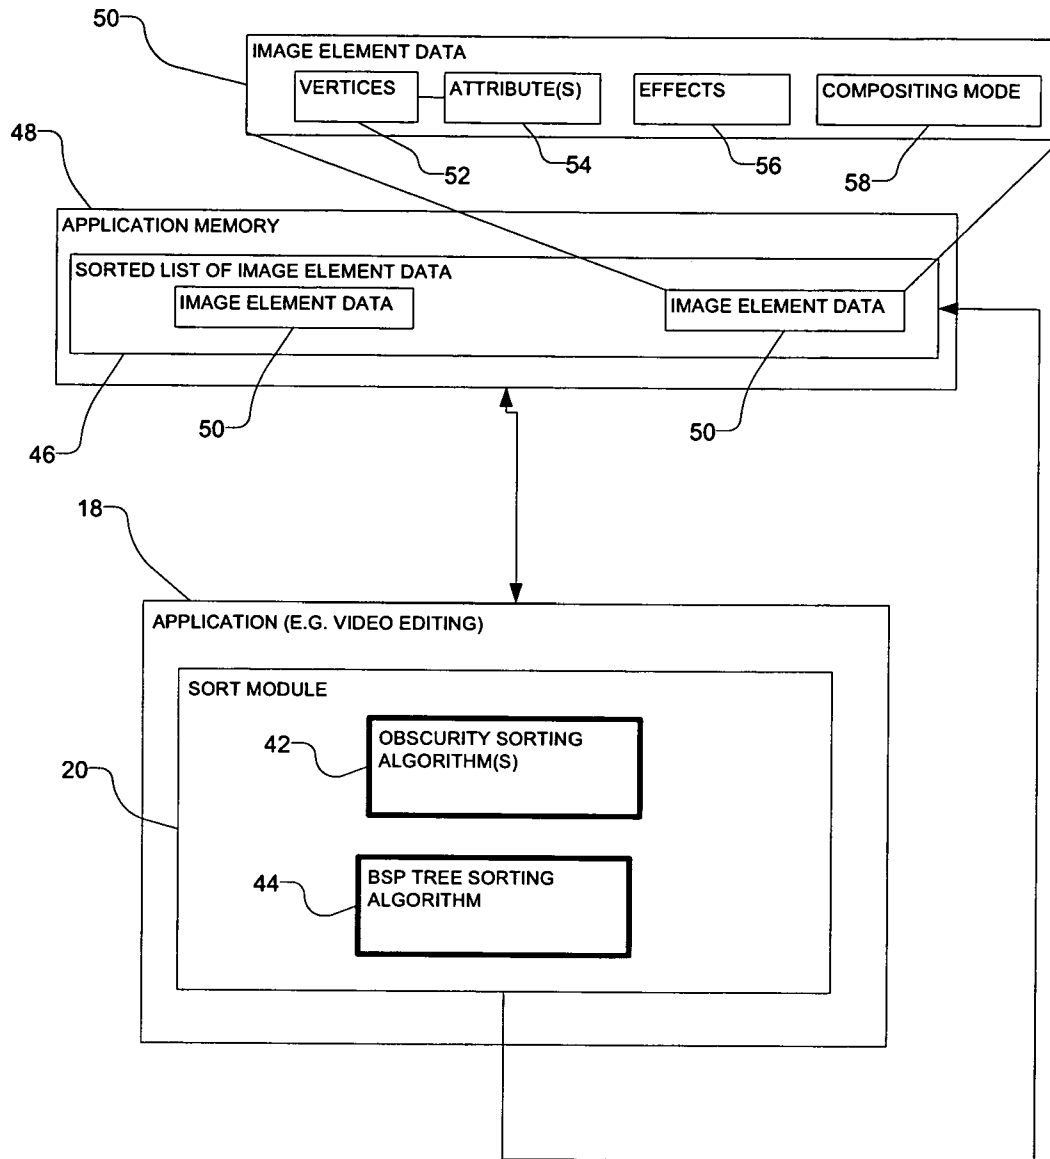 50
IMAGE ELEMENT DATA
VERTICES
ATTRIBUTE(S)
EFFECTS
COMPOSITING MODE
52
54
56
58
48
APPLICATION MEMORY
SORTED LIST OF IMAGE ELEMENT DATA
IMAGE ELEMENT DATA
IMAGE ELEMENT DATA
50
50
46
18
APPLICATION (E.G. VIDEO EDITING)
SORT MODULE
42
OBSCURITY SORTING
ALGORITHM(S)
20
44
BSP TREE SORTING
ALGORITHM